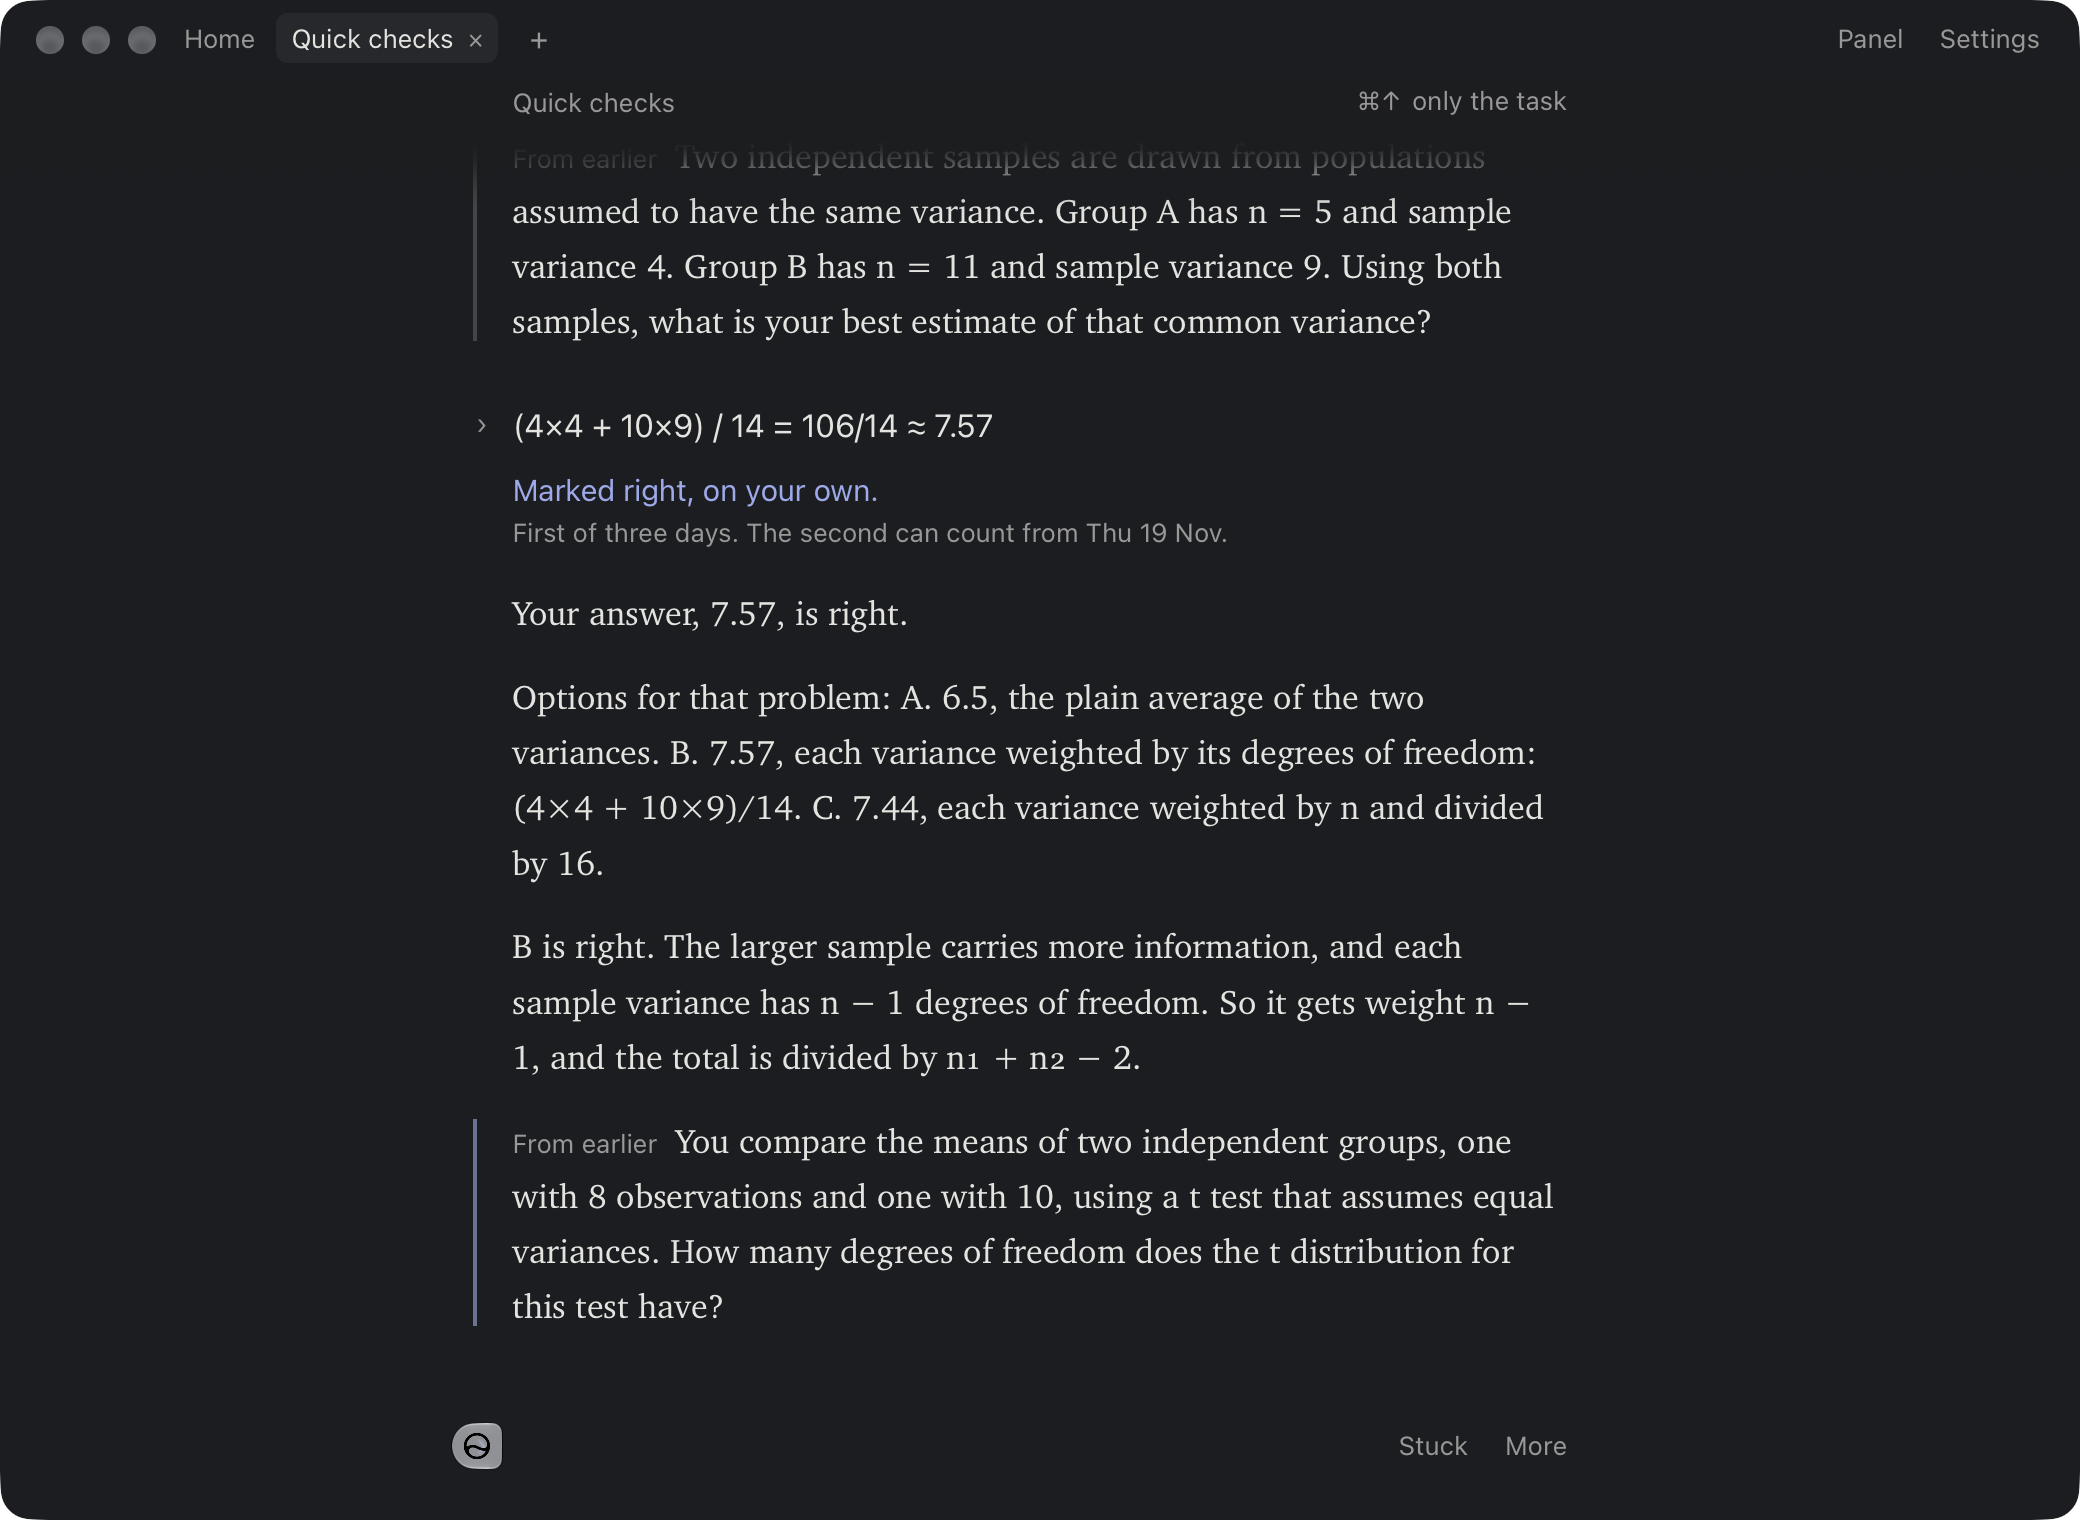 Home
Quick checks ×
+
Panel
Settings
Quick checks
⌘↑ only the task
From earlier Two independent samples are drawn from populations
assumed to have the same variance. Group A has n = 5 and sample
variance 4. Group B has n = 11 and sample variance 9. Using both
samples, what is your best estimate of that common variance?
› (4×4 + 10×9) / 14 = 106/14 ≈ 7.57
Marked right, on your own.
First of three days. The second can count from Thu 19 Nov.
Your answer, 7.57, is right.
Options for that problem: A. 6.5, the plain average of the two
variances. B. 7.57, each variance weighted by its degrees of freedom:
(4×4 + 10×9)/14. C. 7.44, each variance weighted by n and divided
by 16.
B is right. The larger sample carries more information, and each
sample variance has n − 1 degrees of freedom. So it gets weight n −
1, and the total is divided by n₁ + n₂ − 2.
From earlier You compare the means of two independent groups, one
with 8 observations and one with 10, using a t test that assumes equal
variances. How many degrees of freedom does the t distribution for
this test have?
Stuck
More